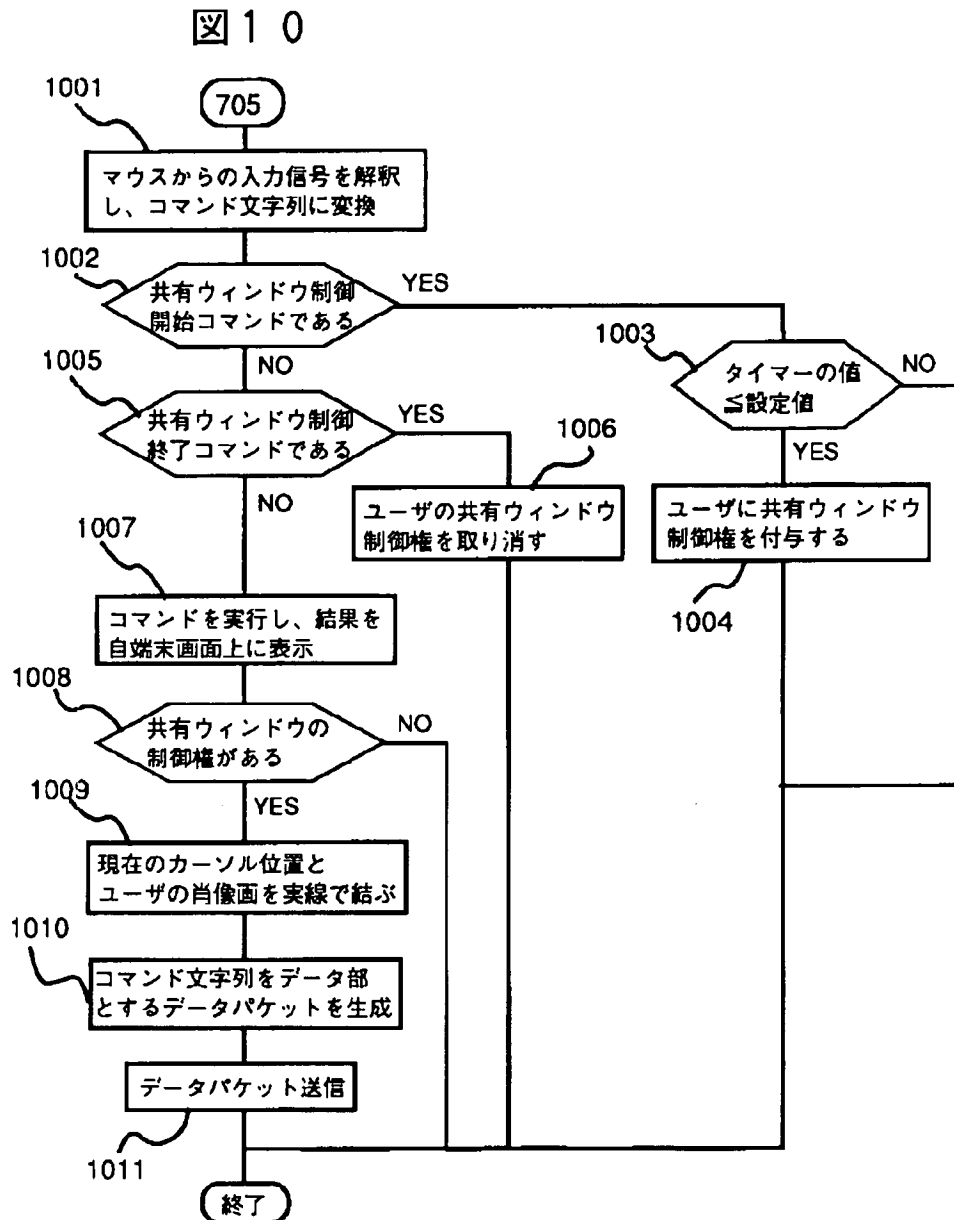 図10
1001
705
マウスからの入力信号を解釈
し、コマンド文字列に変換
1002
共有ウィンドウ制御
開始コマンドである
YES
NO
1003
タイマーの値
≦設定値
NO
YES
1005
共有ウィンドウ制御
終了コマンドである
YES
NO
1006
ユーザの共有ウィンドウ
制御権を取り消す
ユーザに共有ウィンドウ
制御権を付与する
1004
1007
コマンドを実行し、結果を
自端末画面上に表示
1008
共有ウィンドウの
制御権がある
NO
YES
1009
現在のカーソル位置と
ユーザの肖像画を実線で結ぶ
1010
コマンド文字列をデータ部
とするデータパケットを生成
データパケット送信
1011
終了